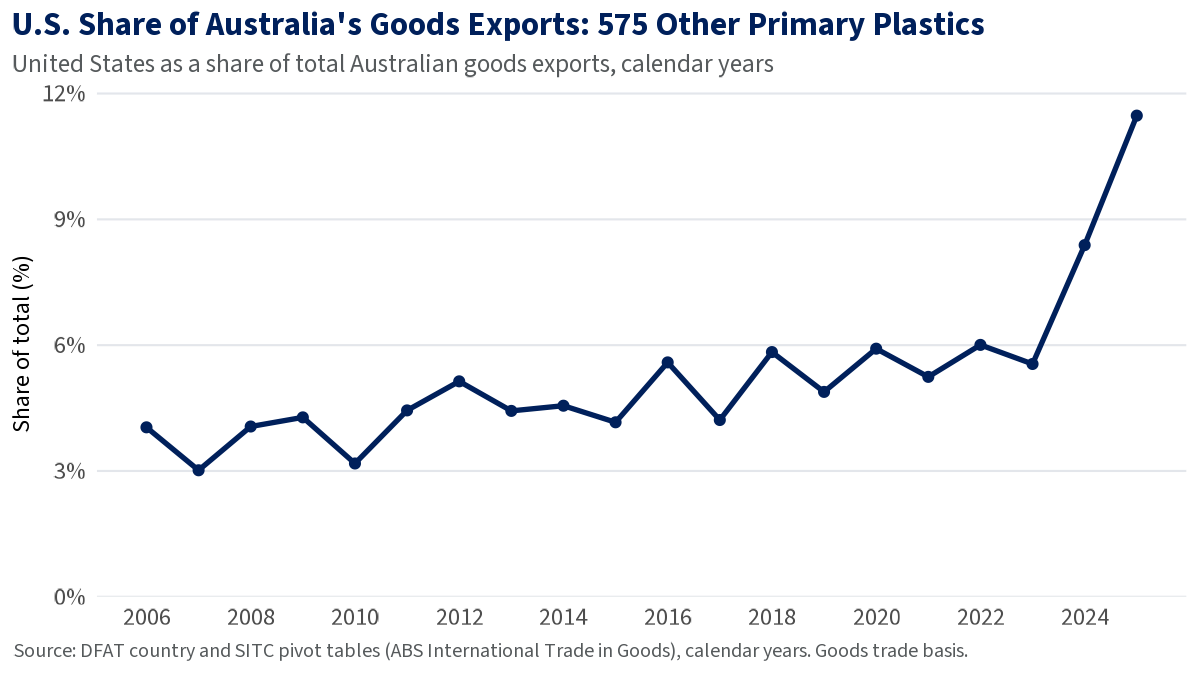 U.S. Share of Australia's Goods Exports: 575 Other Primary Plastics
United States as a share of total Australian goods exports, calendar years
Share of total (%)
12%
9%
6%
3%
0%
2006 2008 2010 2012 2014 2016 2018 2020 2022 2024
Source: DFAT country and SITC pivot tables (ABS International Trade in Goods), calendar years. Goods trade basis.